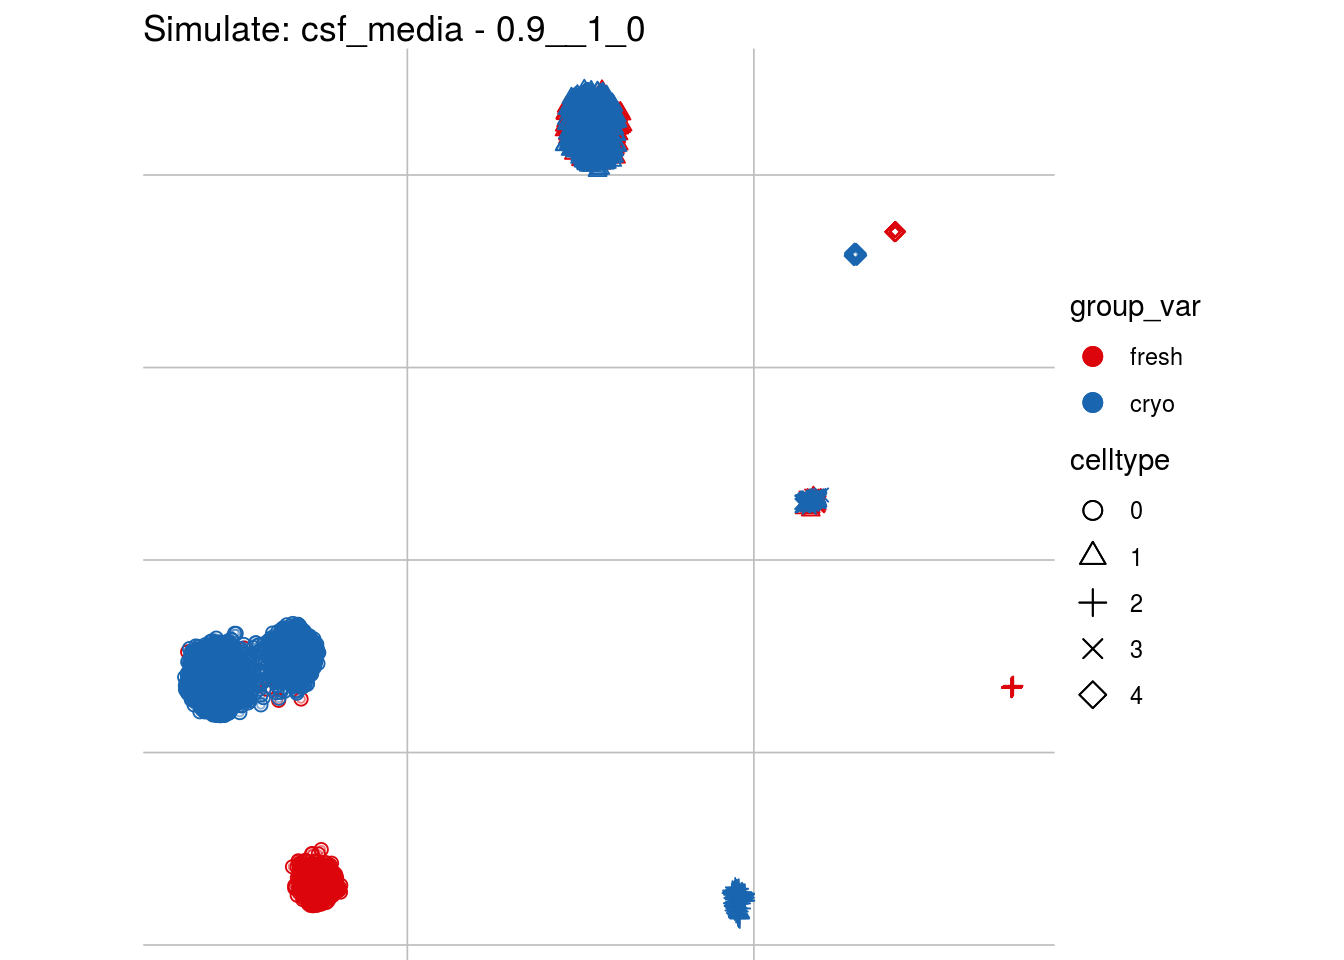 Simulate: csf_media - 0.9__1_0
group_var
fresh
cryo
celltype
0
1
2
3
4